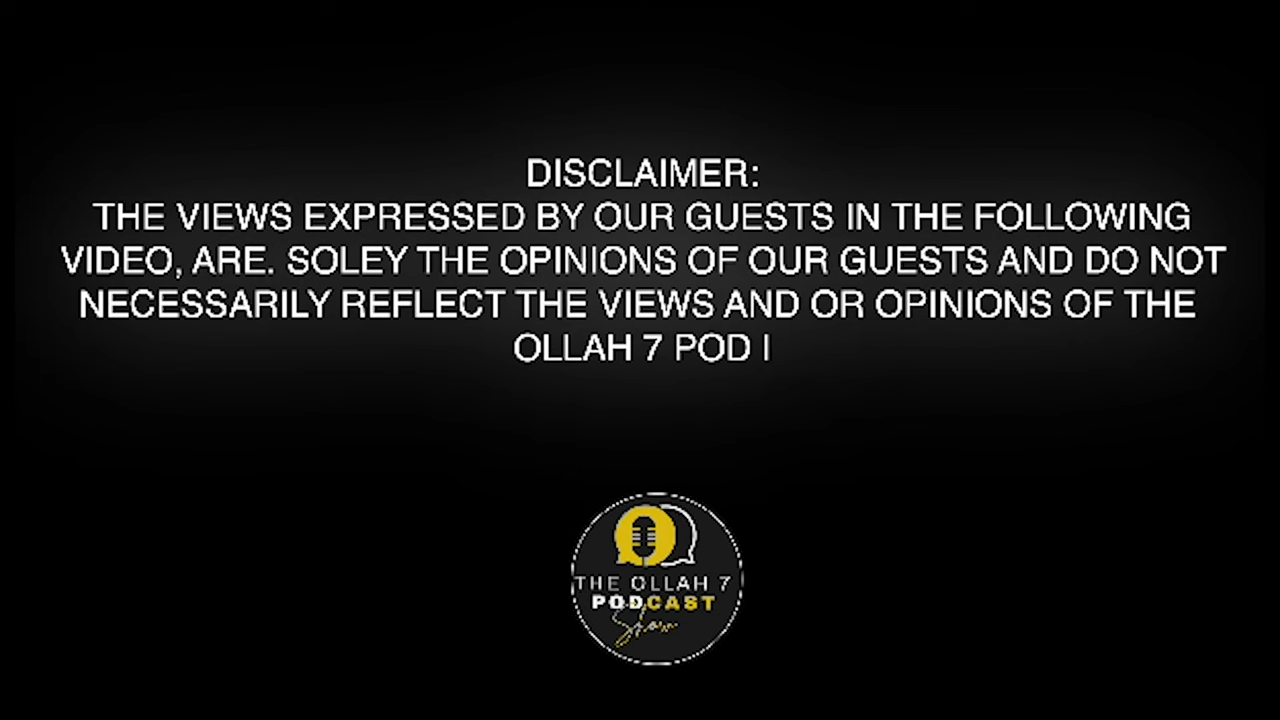 DISCLAIMER:
THE VIEWS EXPRESSED BY OUR GUESTS IN THE FOLLOWING
VIDEO, ARE. SOLEY THE OPINIONS OF OUR GUESTS AND DO NOT
NECESSARILY REFLECT THE VIEWS AND OR OPINIONS OF THE
OLLAH 7 POD I
THE OLLAH 7
PODCAST
Show